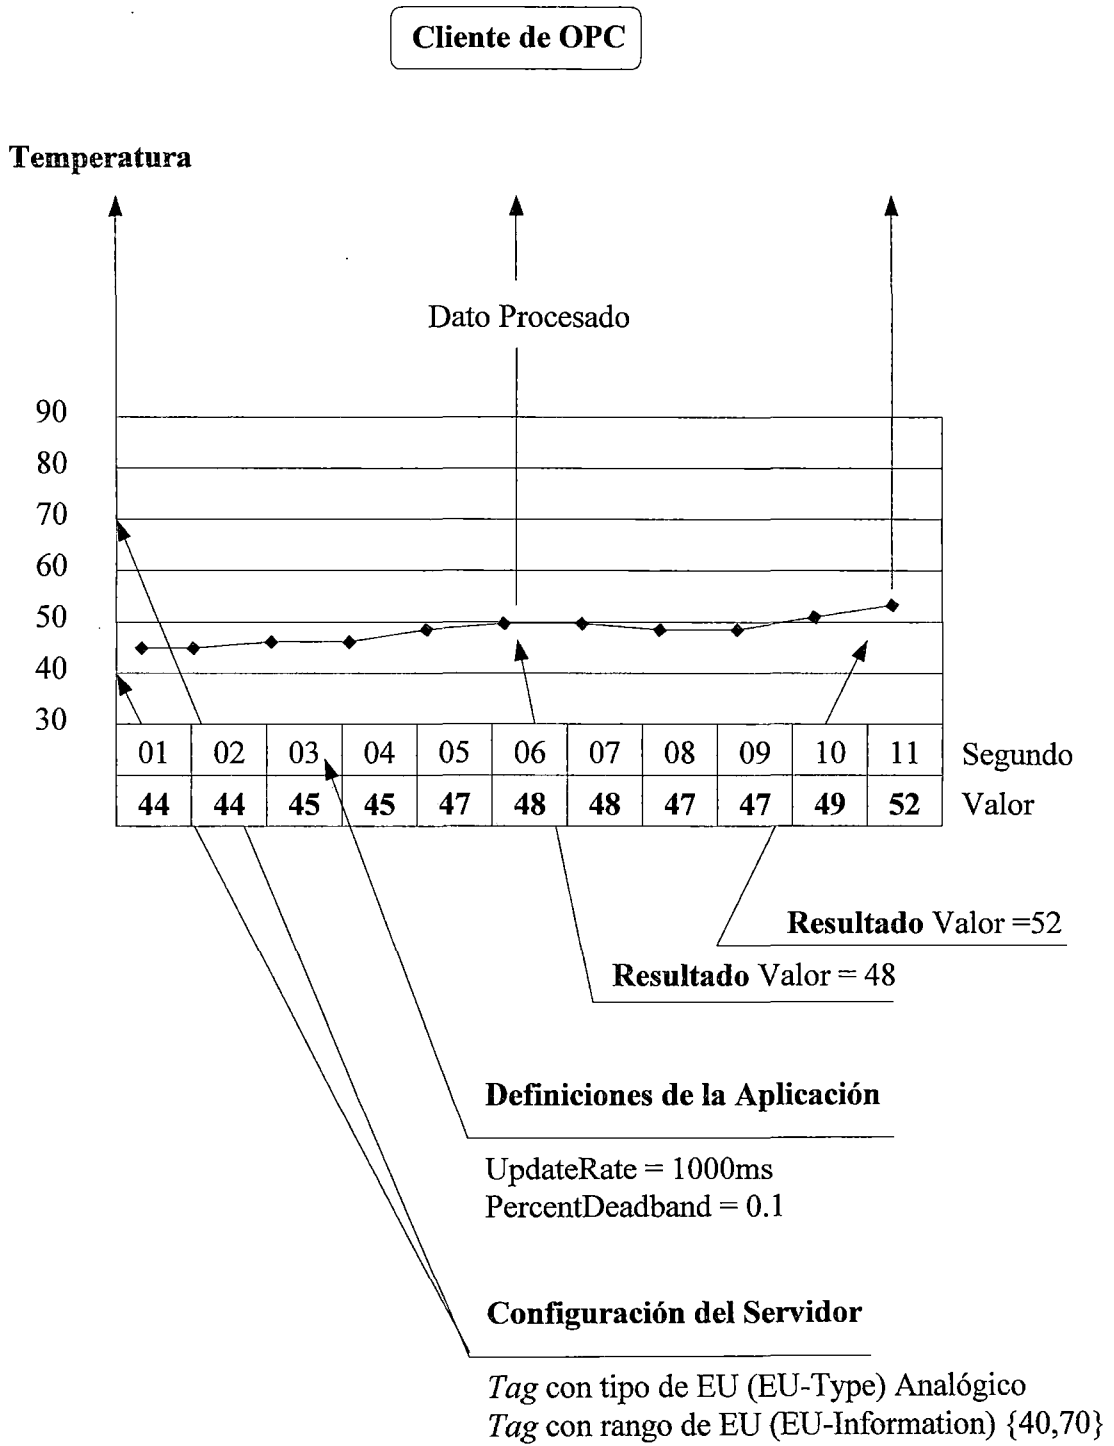 Cliente de OPC
Temperatura
Dato Procesado
90
80
70
60
50
40
30
01 02 03 04 05 06 07 08 09 10 11 Segundo
44 44 45 45 47 48 48 47 47 49 52 Valor
Resultado Valor =52
Resultado Valor = 48
Definiciones de la Aplicación
UpdateRate = 1000ms
PercentDeadband = 0.1
Configuración del Servidor
Tag con tipo de EU (EU-Type) Analógico
Tag con rango de EU (EU-Information) {40,70}